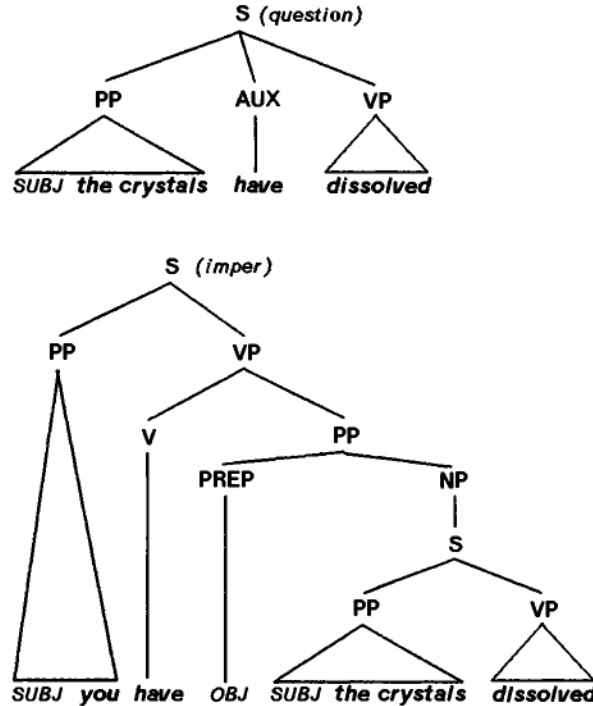 S (question)
PP AUX VP
SUBJ the crystals have dissolved
S (imper)
PP VP
V PP
PREP NP
S
PP VP
SUBJ you have OBJ SUBJ the crystals dissolved